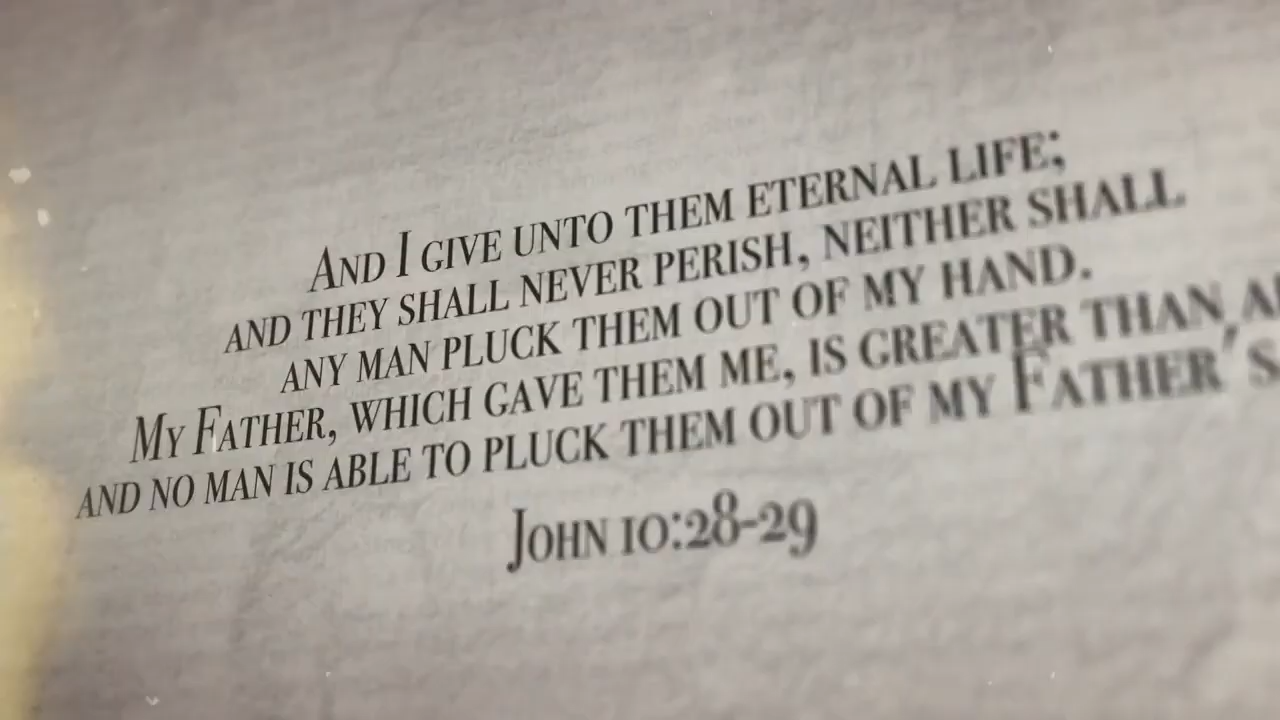 And I give unto them eternal life;
and they shall never perish, neither shall
any man pluck them out of my hand.
My Father, which gave them me, is greater than
and no man is able to pluck them out of my Father's
John 10:28-29